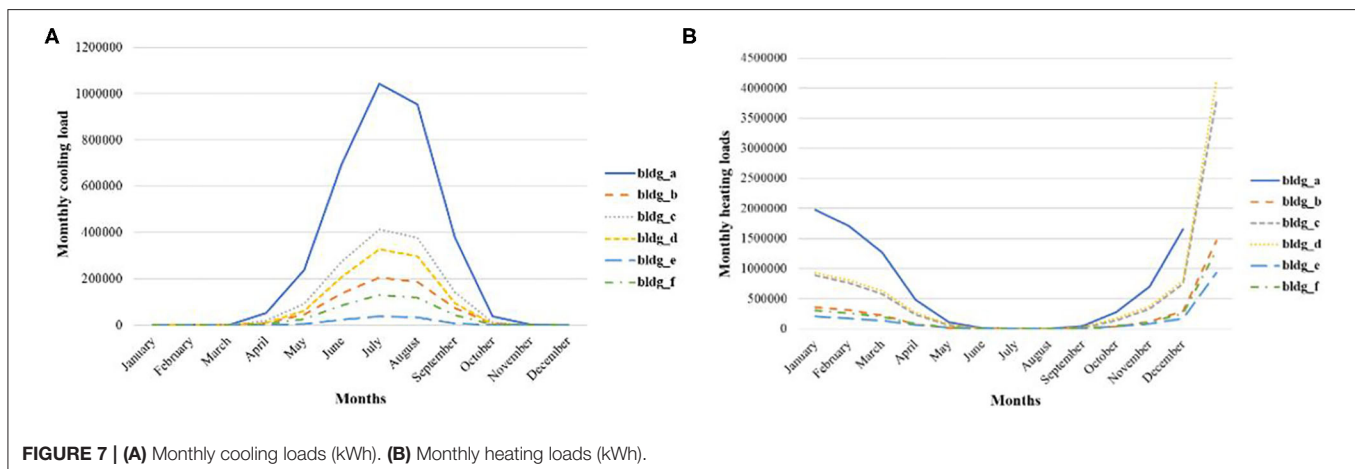 A
Momthly cooling load
1200000
1000000
800000
600000
400000
200000
0
January
February
March
April
May
June
July
August
September
October
November
December
Months
bldg_a
bldg_b
bldg_c
bldg_d
bldg_e
bldg_f
B
Monthly heating loads
4500000
4000000
3500000
3000000
2500000
2000000
1500000
1000000
500000
0
January
February
March
April
May
June
July
August
September
October
November
December
Months
bldg_a
bldg_b
bldg_c
bldg_d
bldg_e
bldg_f
FIGURE 7 | (A) Monthly cooling loads (kWh). (B) Monthly heating loads (kWh).